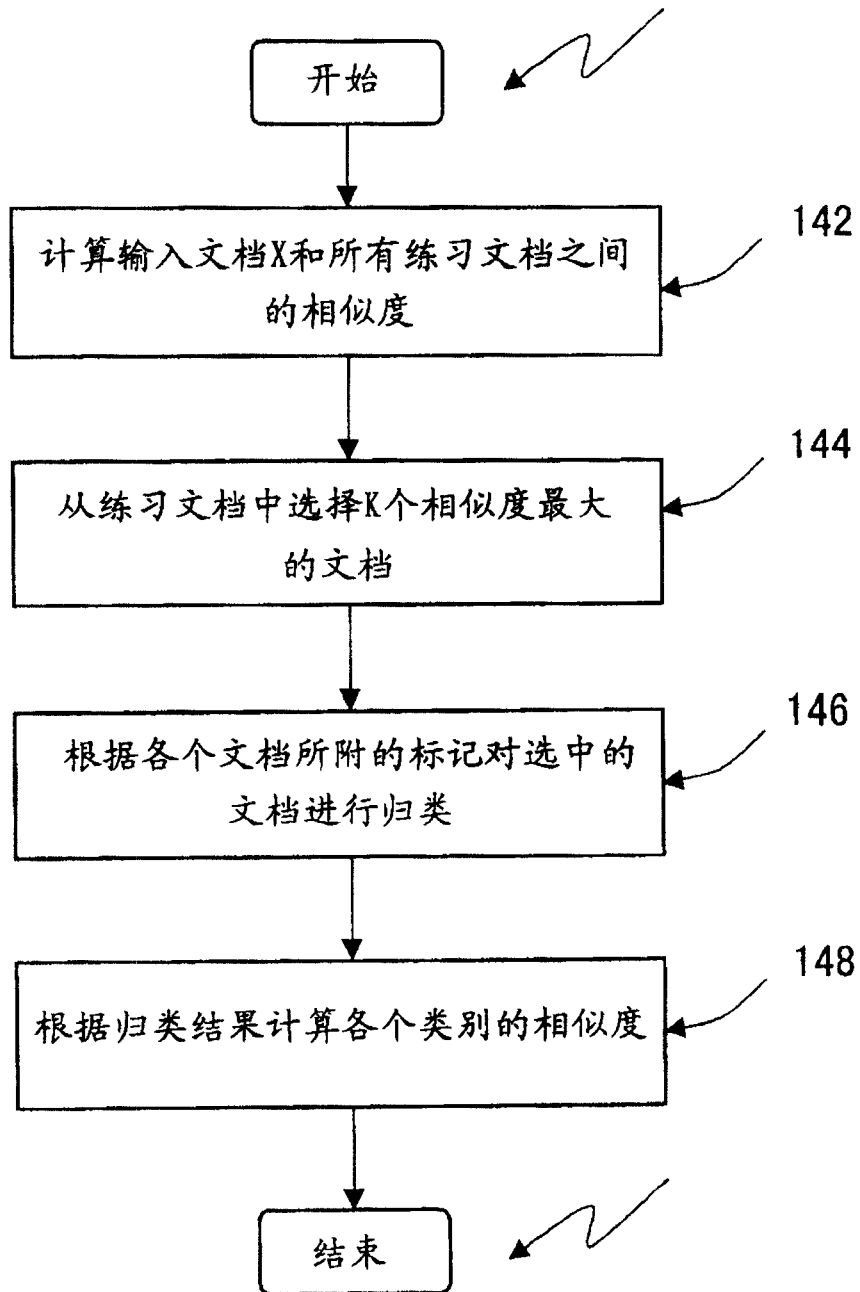 开始
142
计算输入文档X和所有练习文档之间
的相似度
144
从练习文档中选择K个相似度最大
的文档
146
根据各个文档所附的标记对选中的
文档进行归类
148
根据归类结果计算各个类别的相似度
结束